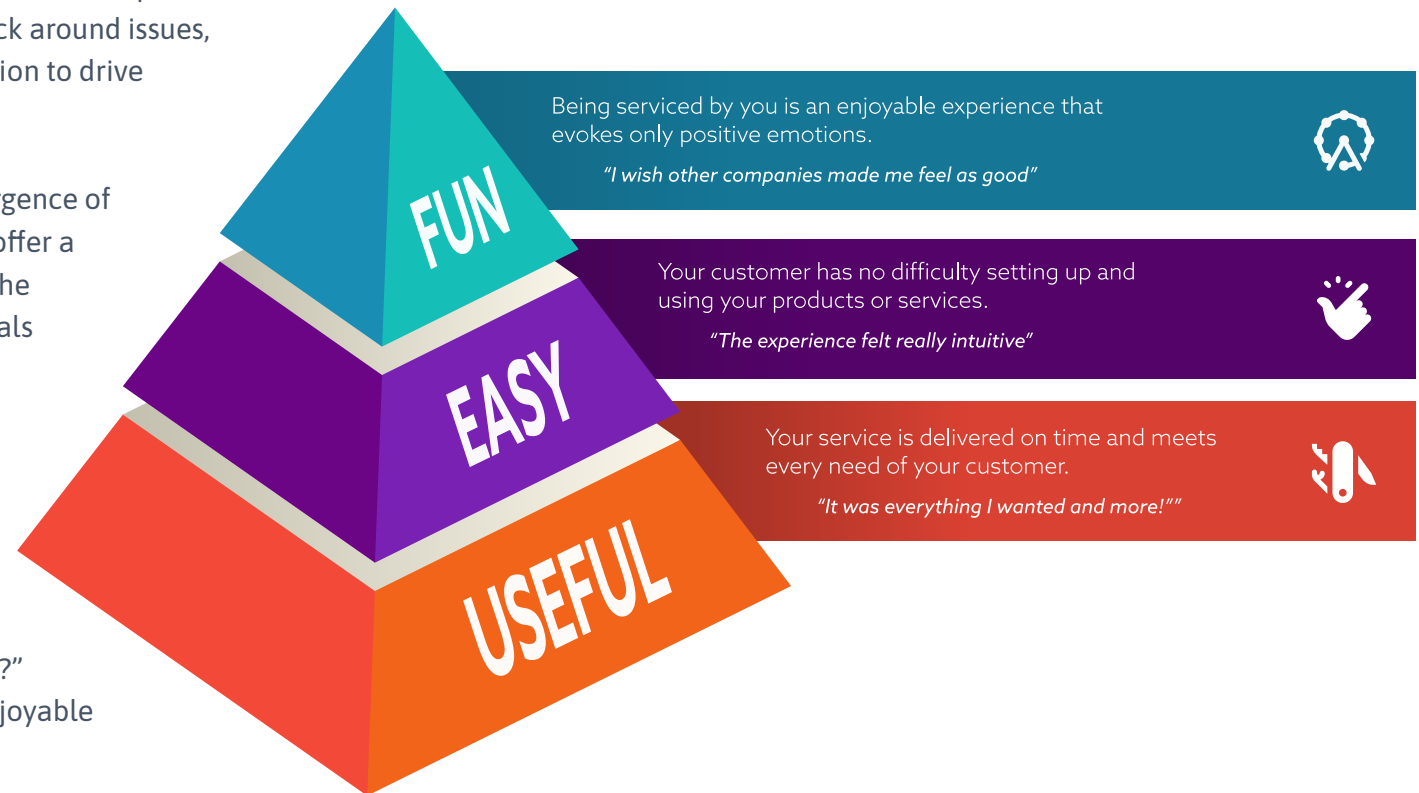 ck around issues,
ion to drive
rgence of
offer a
he
als
?”
joyable
FUN
Being serviced by you is an enjoyable experience that
evokes only positive emotions.
“I wish other companies made me feel as good”
EASY
Your customer has no difficulty setting up and
using your products or services.
“The experience felt really intuitive”
USEFUL
Your service is delivered on time and meets
every need of your customer.
“It was everything I wanted and more!””